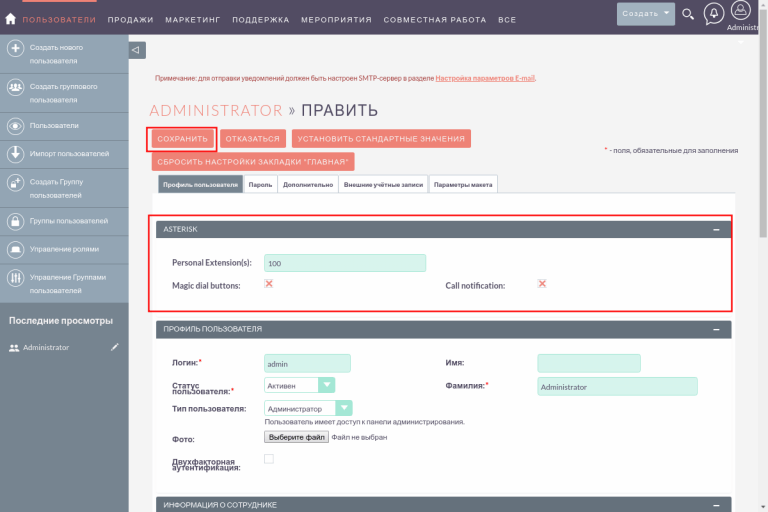 ПОЛЬЗОВАТЕЛИ ПРОДАЖИ МАРКЕТИНГ ПОДДЕРЖКА МЕРОПРИЯТИЯ СОВМЕСТНАЯ РАБОТА ВСЕ
Создать
Administ
Создать нового
пользователя
Создать группового
пользователя
Пользователи
Импорт пользователей
Создать Группу
пользователей
Группы пользователей
Управление ролями
Управление Группами
пользователей
Последние просмотры
Administrator
Примечание: для отправки уведомлений должен быть настроен SMTP-сервер в разделе Настройка параметров E-mail.
ADMINISTRATOR » ПРАВИТЬ
СОХРАНИТЬ ОТКАЗАТЬСЯ УСТАНОВИТЬ СТАНДАРТНЫЕ ЗНАЧЕНИЯ
СБРОСИТЬ НАСТРОЙКИ ЗАКЛАДКИ "ГЛАВНАЯ"
* - поля, обязательные для заполнения
Профиль пользователя Пароль Дополнительно Внешние учётные записи Параметры макета
ASTERISK
Personal Extension(s): 100
Magic dial buttons: Call notification:
ПРОФИЛЬ ПОЛЬЗОВАТЕЛЯ
Логин:* admin Имя:
Статус
пользователя:* Активен Фамилия:* Administrator
Тип пользователя: Администратор
Пользователь имеет доступ к панели администрирования.
Фото: Выберите файл Файл не выбран
Двухфакторная
аутентификация:
ИНФОРМАЦИЯ О СОТРУДНИКЕ